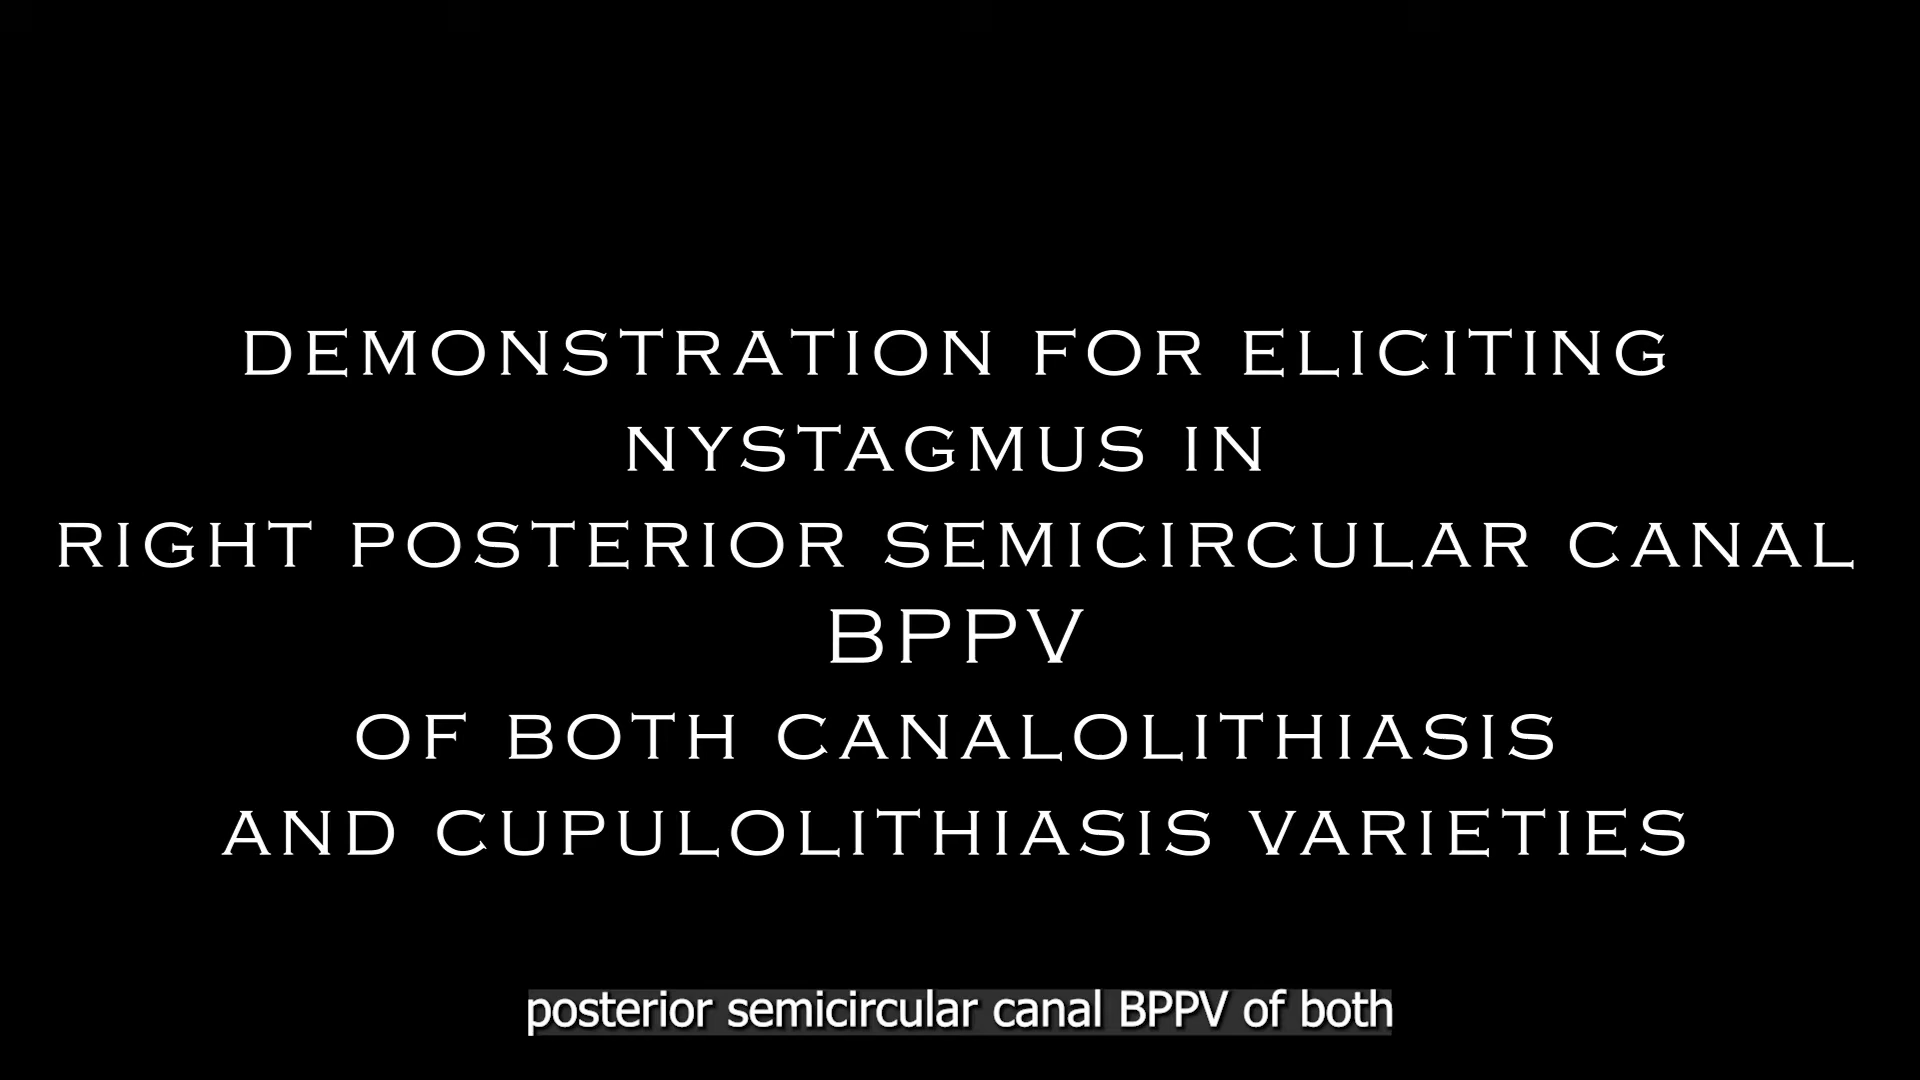 DEMONSTRATION FOR ELICITING
NYSTAGMUS IN
RIGHT POSTERIOR SEMICIRCULAR CANAL
BPPV
OF BOTH CANALOLITHIASIS
AND CUPULOLITHIASIS VARIETIES
posterior semicircular canal BPPV of both